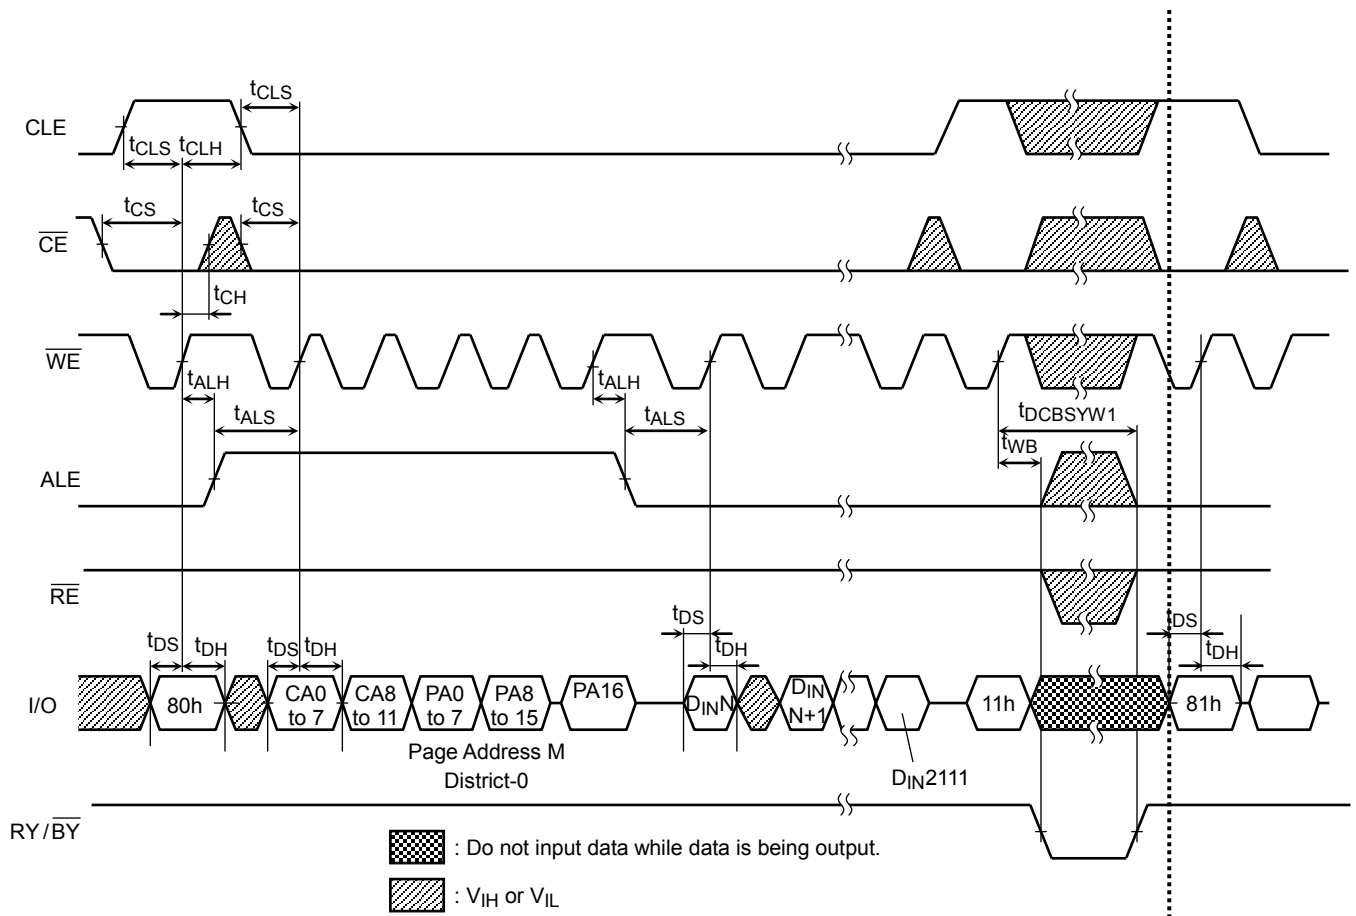 tCLS
CLE
tCLS tCLH
tCS tCS
CE
tCH
WE
tALH tALH
tALS tALS tDCBSYW1
tWB
ALE
RE
tDS tDH tDS tDH tDS tDH tDS tDH
I/O 80h CA0 to 7 CA8 to 11 PA0 to 7 PA8 to 15 PA16 DINN DIN N+1 11h 81h
Page Address M
District-0
DIN2111
RY/BY
: Do not input data while data is being output.
: VIH or VIL